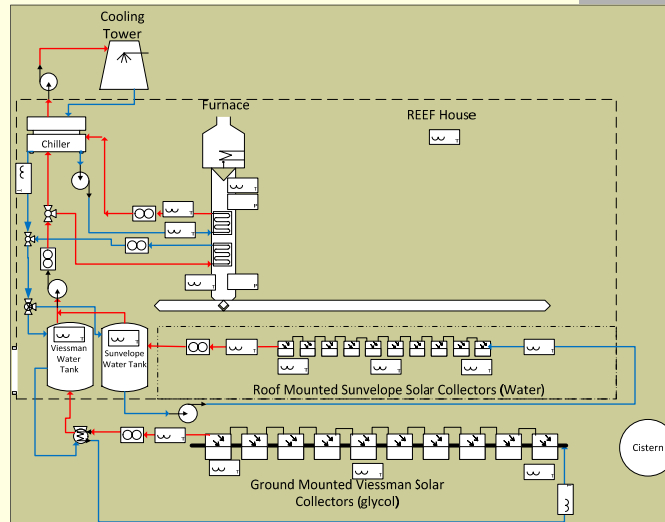 Cooling
Tower
Furnace
REEF House
Chiller
Viessman
Water
Tank
Sunvelope
Water Tank
Roof Mounted Sunvelope Solar Collectors (Water)
Ground Mounted Viessman Solar
Collectors (glycol)
Cistern